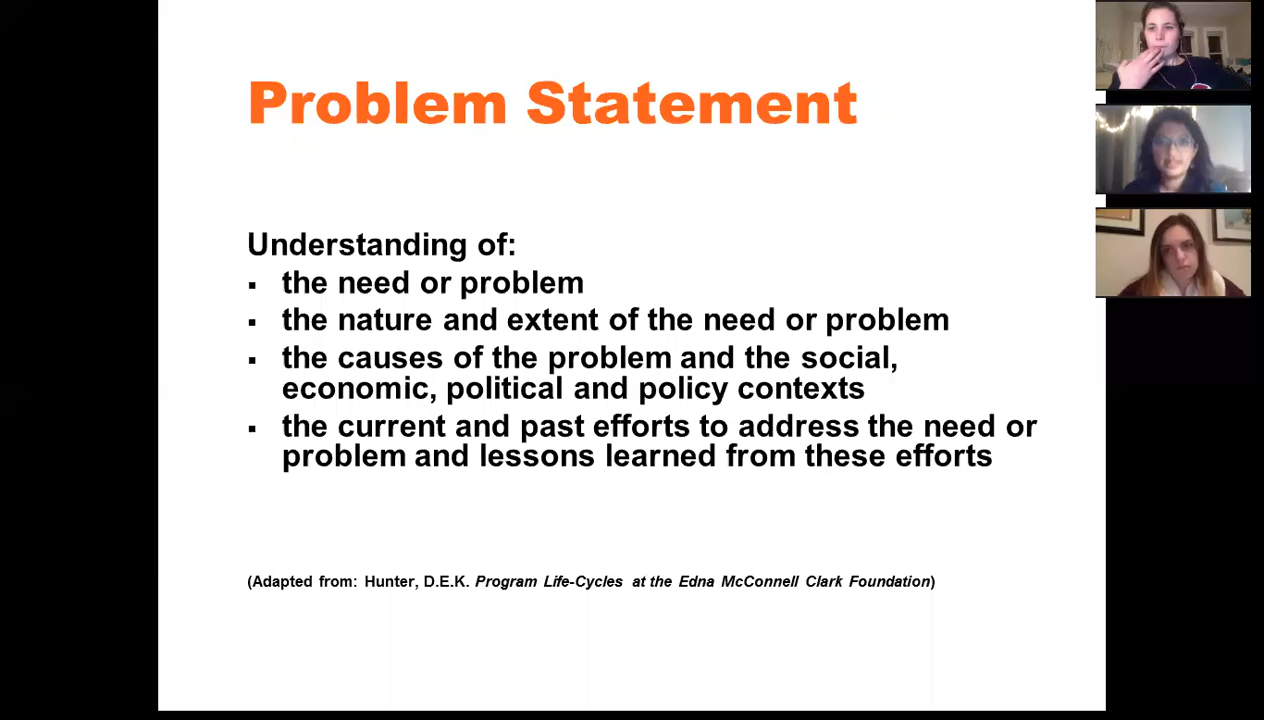 Problem Statement
Understanding of:
▪ the need or problem
▪ the nature and extent of the need or problem
▪ the causes of the problem and the social,
economic, political and policy contexts
▪ the current and past efforts to address the need or
problem and lessons learned from these efforts
(Adapted from: Hunter, D.E.K. Program Life-Cycles at the Edna McConnell Clark Foundation)